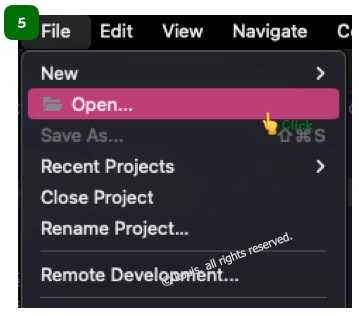 5
File Edit View Navigate
New
Open...
Click
Save As... ⇧⌘S
Recent Projects
Close Project
Rename Project...
all rights reserved.
Remote Development...